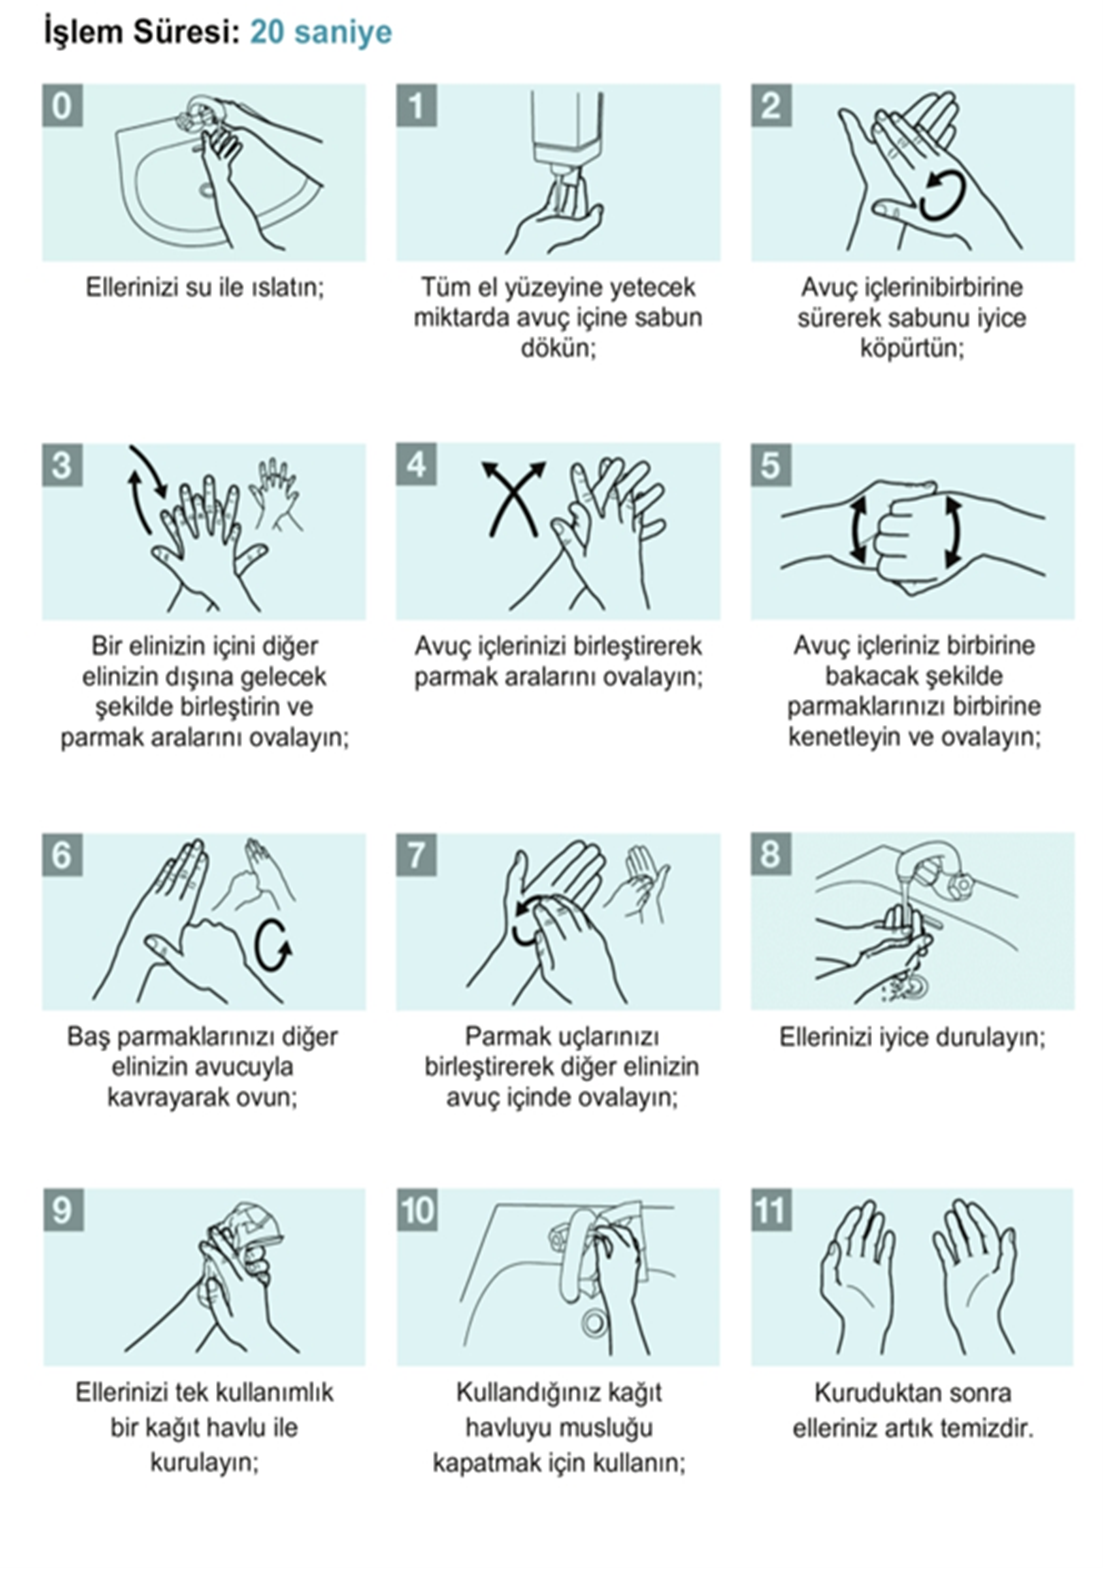 İşlem Süresi: 20 saniye
0
1
2
Ellerinizi su ile ıslatın;
Tüm el yüzeyine yetecek
miktarda avuç içine sabun
dökün;
Avuç içlerinibirbirine
sürerek sabunu iyice
köpürtün;
3
4
5
Bir elinizin içini diğer
elinizin dışına gelecek
şekilde birleştirin ve
parmak aralarını ovalayın;
Avuç içlerinizi birleştirerek
parmak aralarını ovalayın;
Avuç içleriniz birbirine
bakacak şekilde
parmaklarınızı birbirine
kenetleyin ve ovalayın;
6
7
8
Baş parmaklarınızı diğer
elinizin avucuyla
kavrayarak ovun;
Parmak uçlarınızı
birleştirerek diğer elinizin
avuç içinde ovalayın;
Ellerinizi iyice durulayın;
9
10
11
Ellerinizi tek kullanımlık
bir kağıt havlu ile
kurulayın;
Kullandığınız kağıt
havluyu musluğu
kapatmak için kullanın;
Kuruduktan sonra
elleriniz artık temizdir.